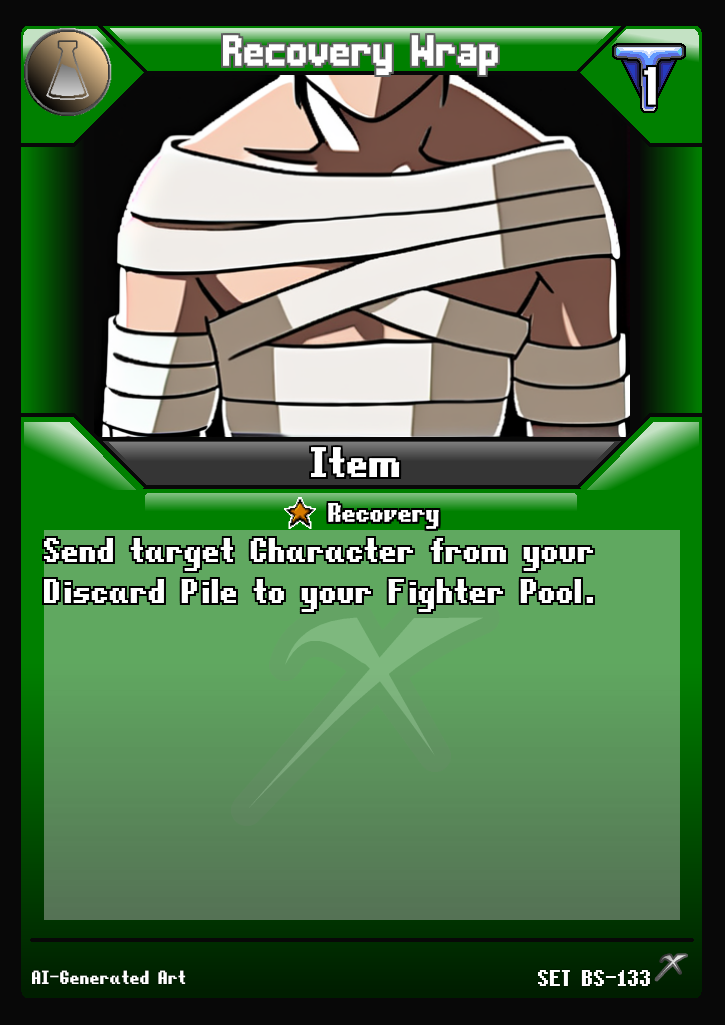 Recovery Wrap
1
Item
Recovery
Send target Character from your
Discard Pile to your Fighter Pool.
AI-Generated Art
SET BS-133